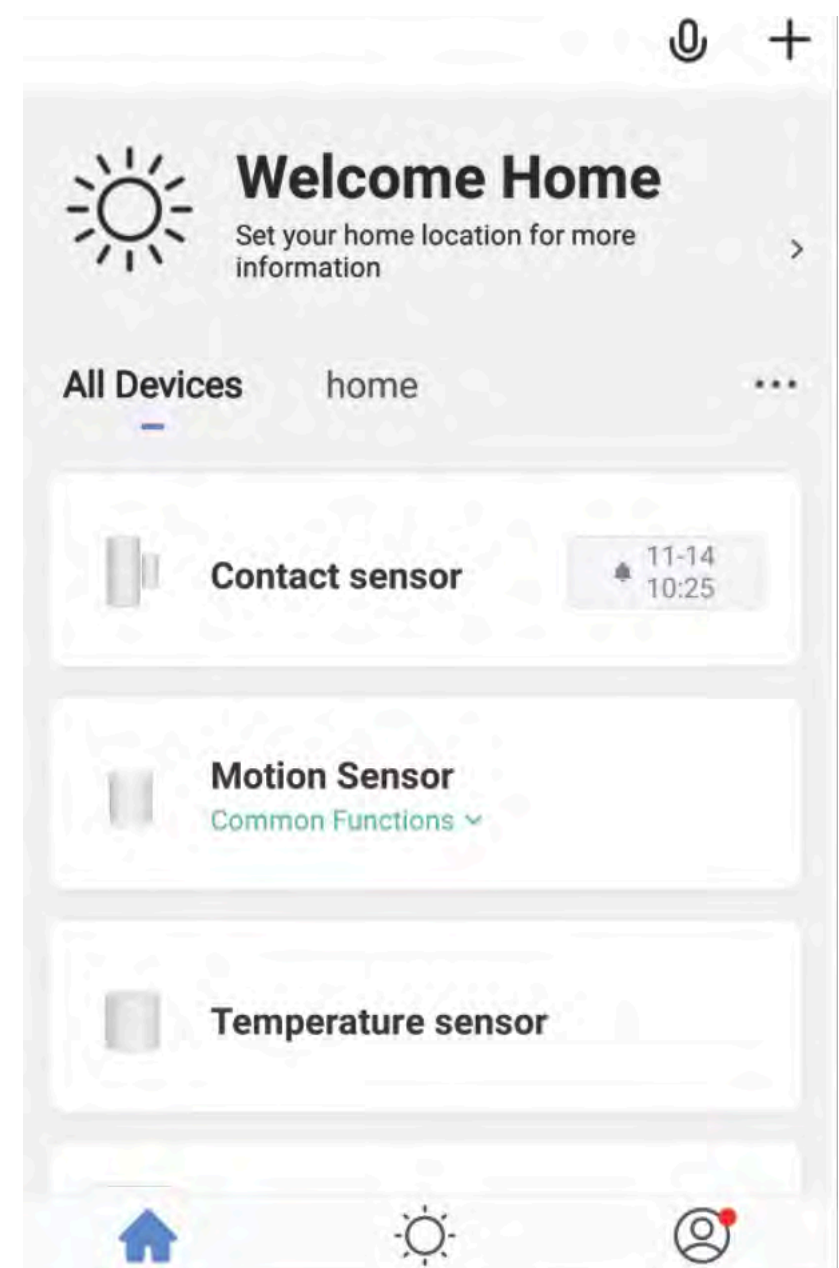 Welcome Home
Set your home location for more
information
All Devices
home
Contact sensor
11-14
10:25
Motion Sensor
Common Functions
Temperature sensor